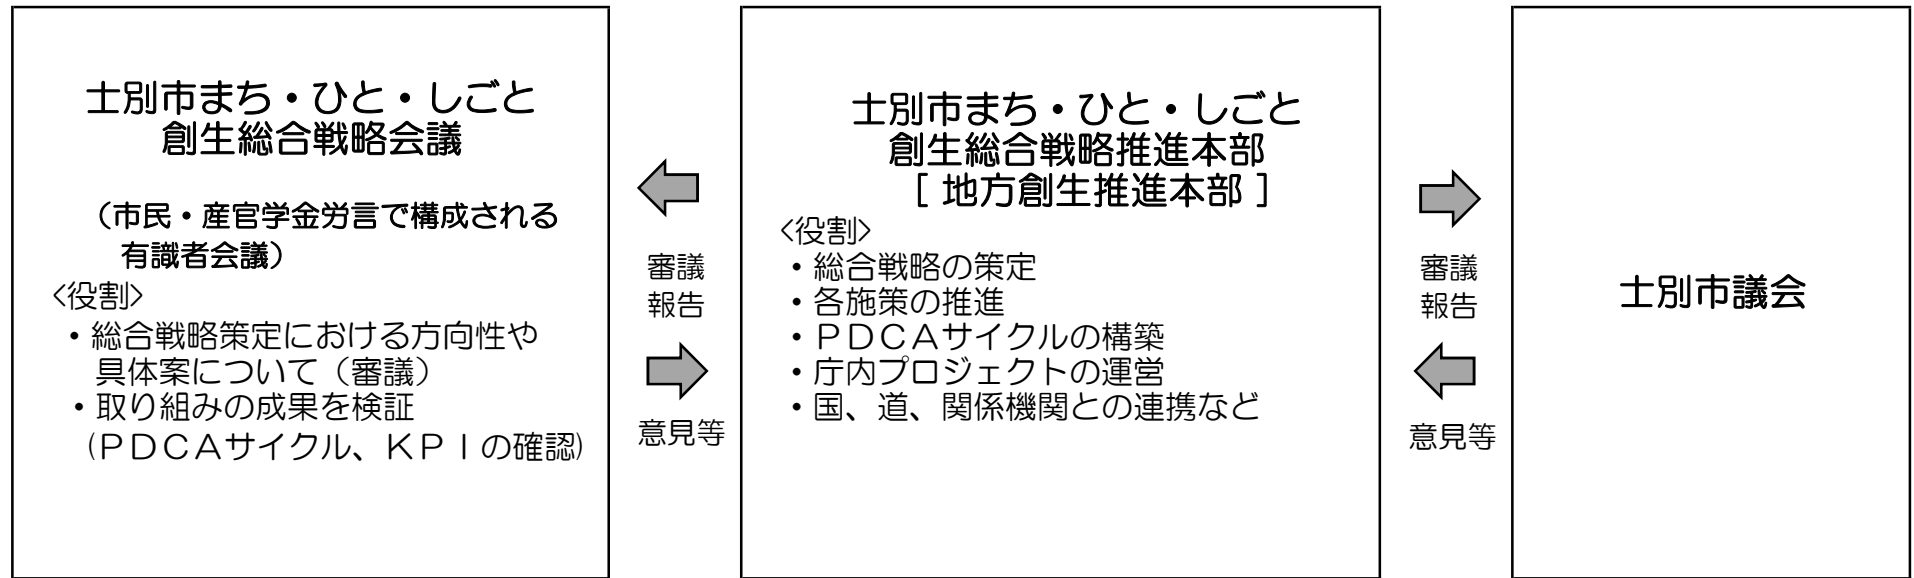 士別市まち・ひと・しごと
創生総合戦略会議
（市民・産官学金労言で構成される
有識者会議）
<役割>
・総合戦略策定における方向性や
具体案について（審議）
・取り組みの成果を検証
(ＰＤＣＡサイクル、ＫＰＩの確認)
審議
報告
意見等
士別市まち・ひと・しごと
創生総合戦略推進本部
［ 地方創生推進本部 ］
<役割>
・総合戦略の策定
・各施策の推進
・ＰＤＣＡサイクルの構築
・庁内プロジェクトの運営
・国、道、関係機関との連携など
審議
報告
意見等
士別市議会